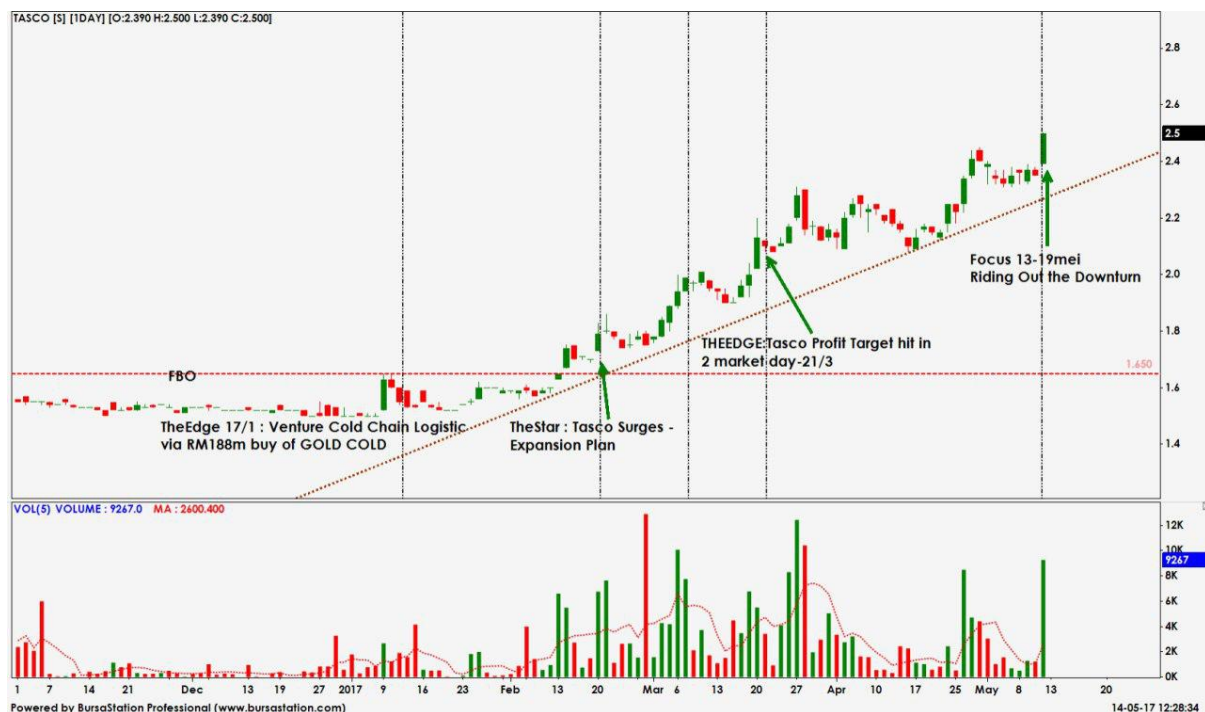 TASCO [S] [1DAY] [O:2.390 H:2.500 L:2.390 C:2.500]
2.8
2.6
2.5
2.4
2.2
2.0
1.8
1.650
1.6
1.4
FBO
TheEdge 17/1 : Venture Cold Chain Logistic
via RM188m buy of GOLD COLD
TheStar : Tasco Surges -
Expansion Plan
THEEDGE:Tasco Profit Target hit in
2 market day-21/3
Focus 13-19mei
Riding Out the Downturn
VOL(5) VOLUME : 9267.0 MA : 2600.400
12K
10K
9267
8K
6K
4K
2K
0K
1 7 14 21 Dec 13 19 27 2017 9 16 23 Feb 13 20 Mar 6 13 20 27 Apr 10 17 25 May 8 13 20
Powered by BursaStation Professional (www.bursastation.com) 14-05-17 12:28:34